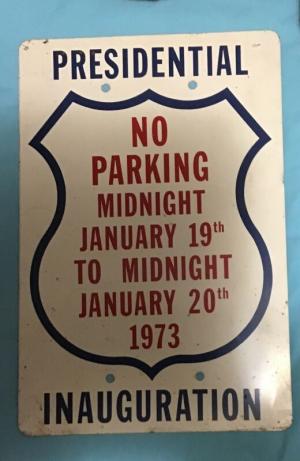 PRESIDENTIAL
NO
PARKING
MIDNIGHT
JANUARY 19th
TO MIDNIGHT
JANUARY 20th
1973
INAUGURATION